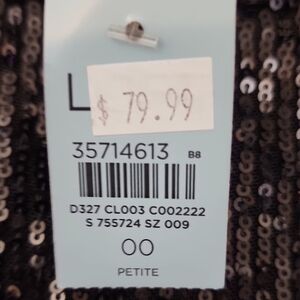 L
$ 79.99
35714613 B8
D327 CL003 C002222
S 755724 SZ 009
00
PETITE